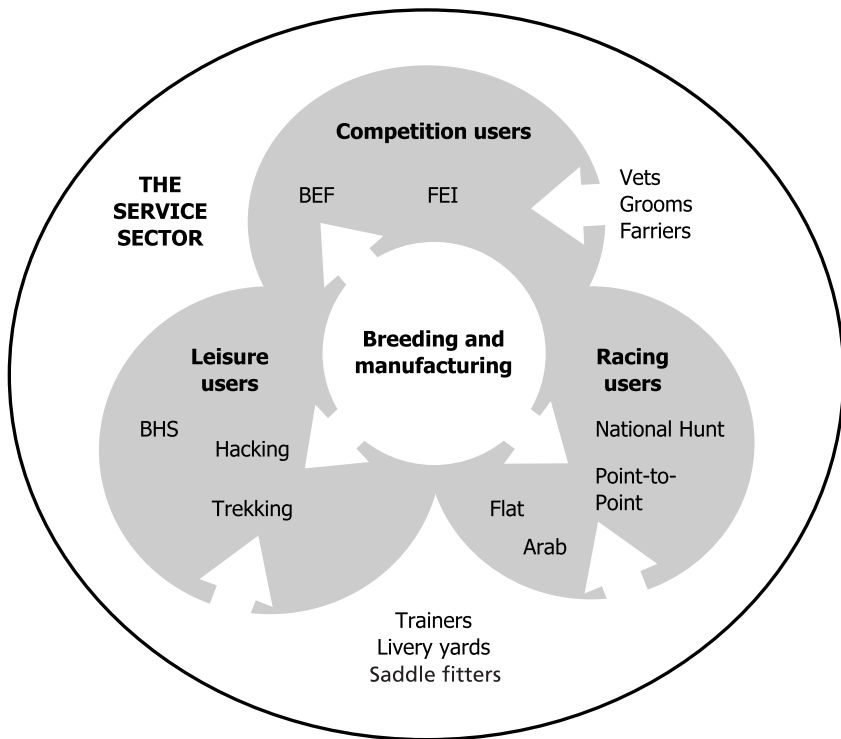 Competition users
BEF
FEI
THE
SERVICE
SECTOR
Vets
Grooms
Farriers
Breeding and
manufacturing
Leisure
users
BHS
Hacking
Trekking
Racing
users
National Hunt
Point-to-
Point
Flat
Arab
Trainers
Livery yards
Saddle fitters